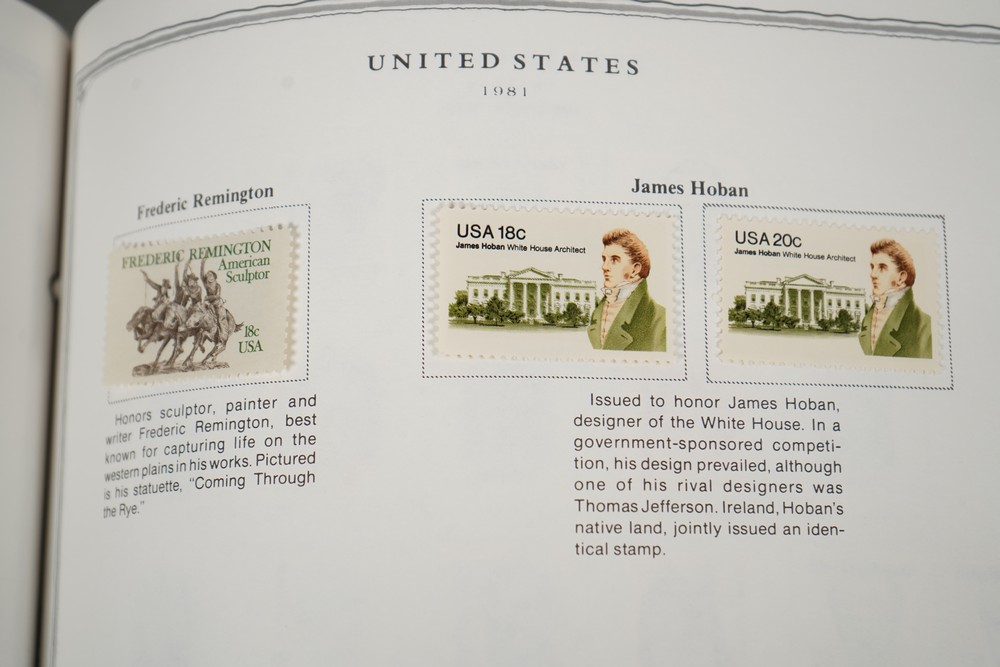 UNITED STATES
1981
Frederic Remington
FREDERIC REMINGTON
American
Sculptor
18c
USA
Honors sculptor, painter and
writer Frederic Remington, best
known for capturing life on the
western plains in his works. Pictured
is his statuette, “Coming Through
the Rye.”
James Hoban
USA 18c
James Hoban White House Architect
USA 20c
James Hoban White House Architect
Issued to honor James Hoban,
designer of the White House. In a
government-sponsored competi-
tion, his design prevailed, although
one of his rival designers was
Thomas Jefferson. Ireland, Hoban’s
native land, jointly issued an iden-
tical stamp.